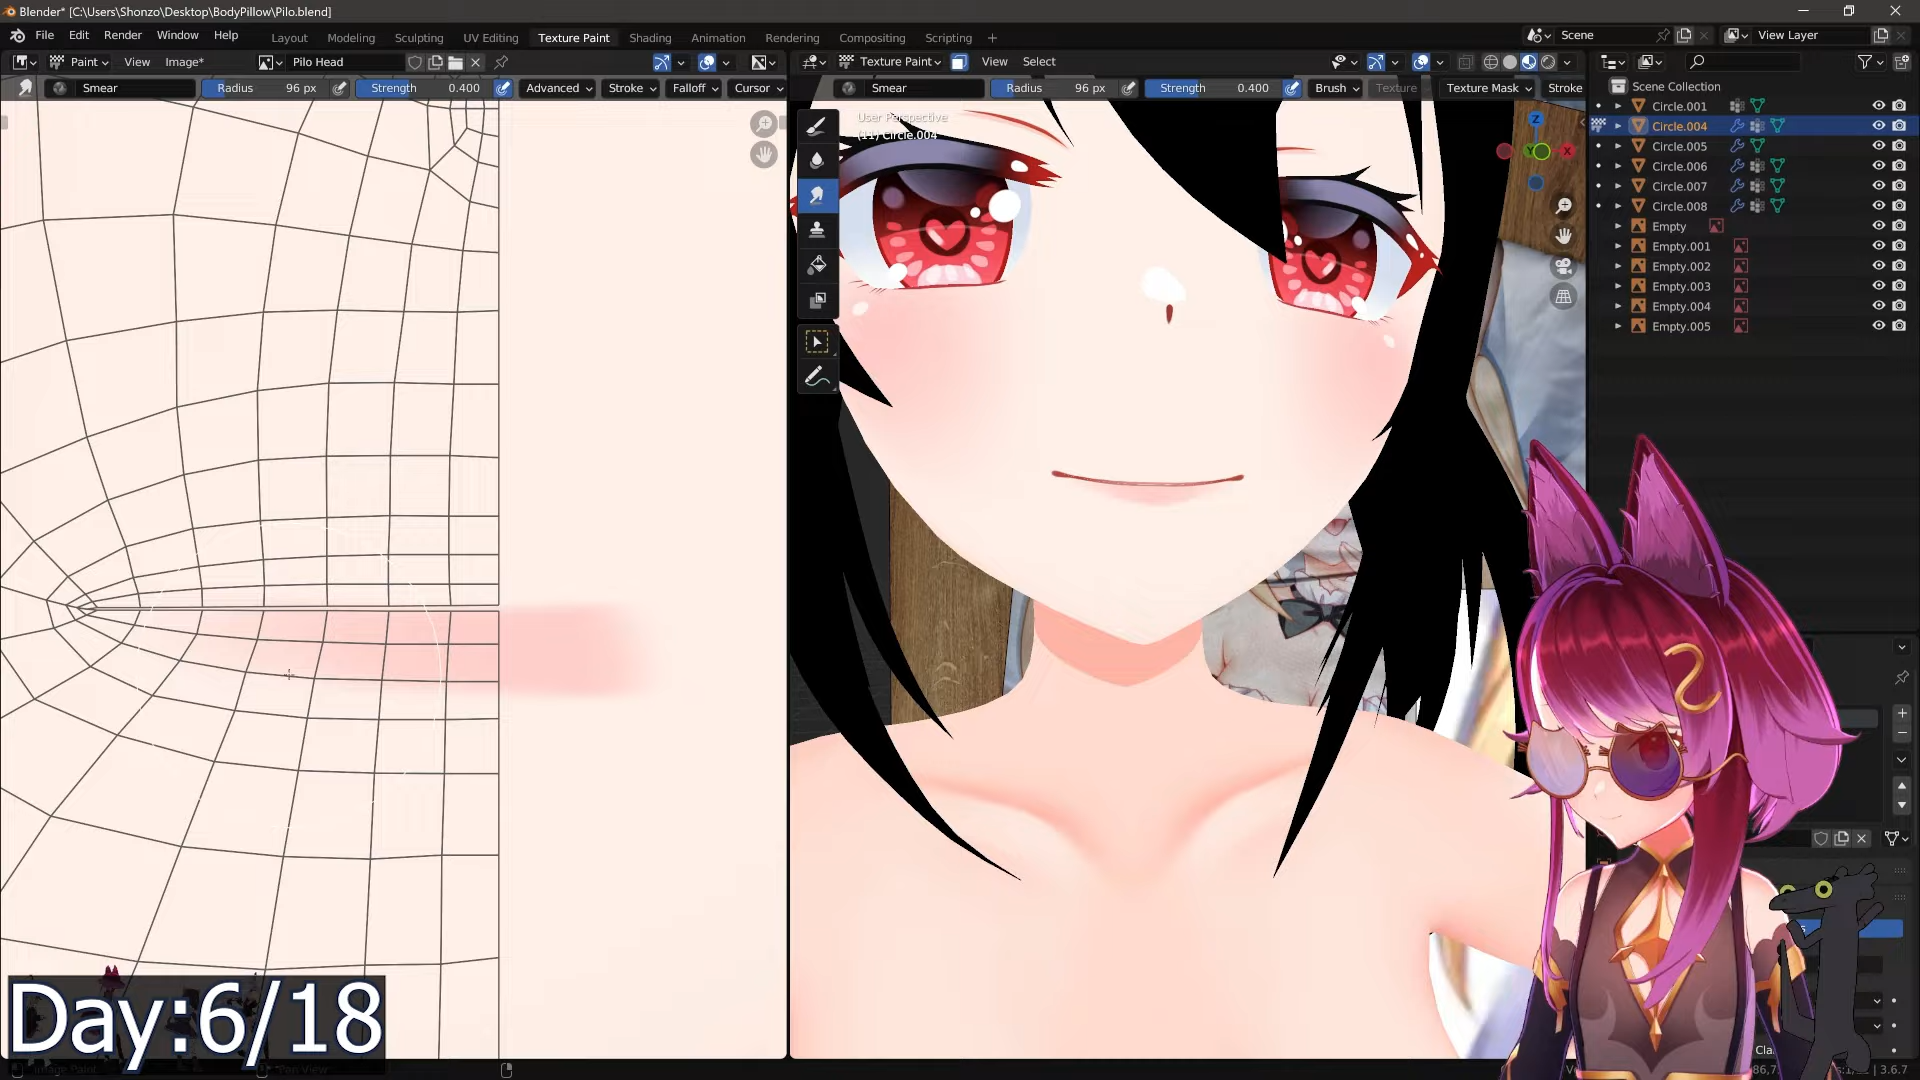 Blender* [C:\Users\Shonzo\Desktop\BodyPillow\Pilo.blend]
File Edit Render Window Help Layout Modeling Sculpting UV Editing Texture Paint Shading Animation Rendering Compositing Scripting + Scene View Layer
Paint View Image* Pilo Head Texture Paint View Select
Smear Radius 96 px Strength 0.400 Advanced Stroke Falloff Cursor Smear Radius 96 px Strength 0.400 Brush Texture Texture Mask Stroke
Scene Collection
Circle.001
Circle.004
Circle.005
Circle.006
Circle.007
Circle.008
Empty
Empty.001
Empty.002
Empty.003
Empty.004
Empty.005
User Perspective
(11) Circle.004
Z
Y
X
Day:6/18
Pan View
3.6.7